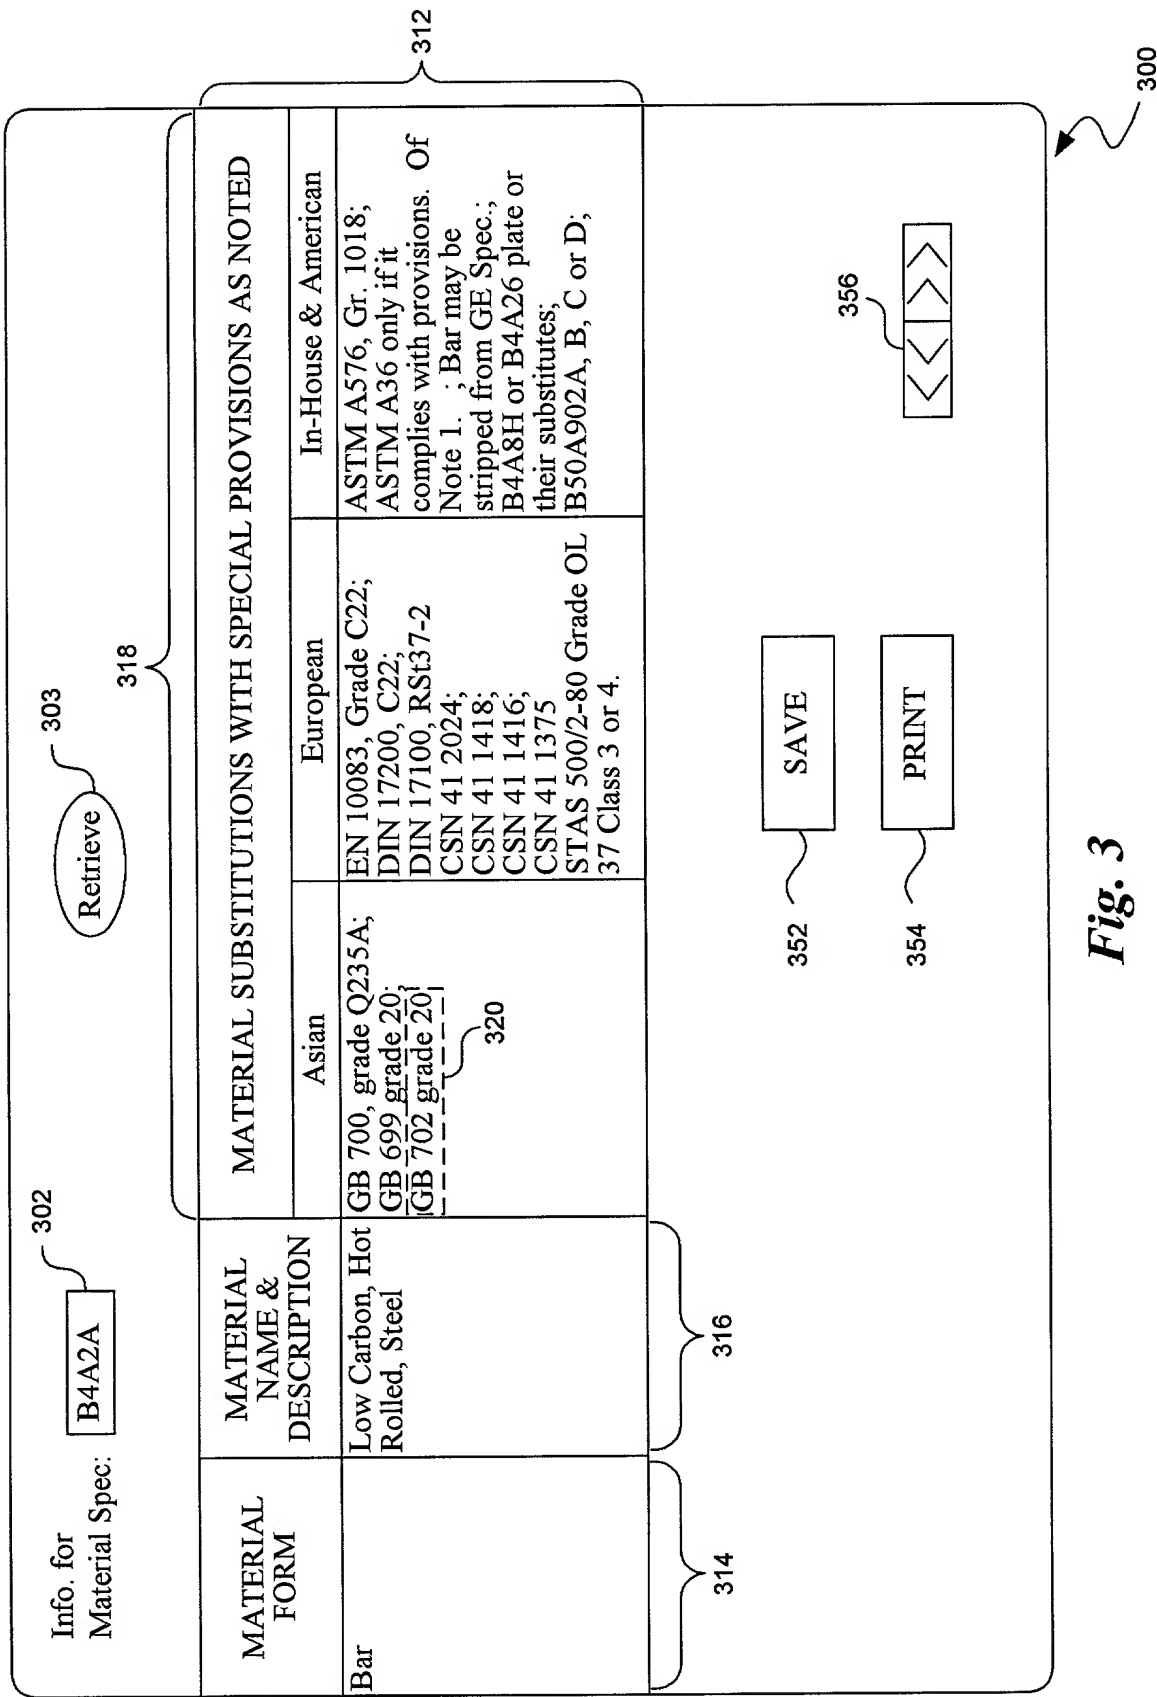 Info. for
Material Spec:
B4A2A
302
Retrieve
303
318
MATERIAL
FORM
MATERIAL
NAME &
DESCRIPTION
MATERIAL SUBSTITUTIONS WITH SPECIAL PROVISIONS AS NOTED
Asian
European
In-House & American
312
Bar
Low Carbon, Hot
Rolled, Steel
GB 700, grade Q235A;
GB 699 grade 20;
GB 702 grade 20
320
EN 10083, Grade C22;
DIN 17200, C22;
DIN 17100, RSt37-2
CSN 41 2024;
CSN 41 1418;
CSN 41 1416;
CSN 41 1375
STAS 500/2-80 Grade OL
37 Class 3 or 4.
ASTM A576, Gr. 1018;
ASTM A36 only if it
complies with provisions. Of
Note 1. ; Bar may be
stripped from GE Spec.;
B4A8H or B4A26 plate or
their substitutes;
B50A902A, B, C or D;
314
316
352
SAVE
354
PRINT
356
<< >>
300
Fig. 3